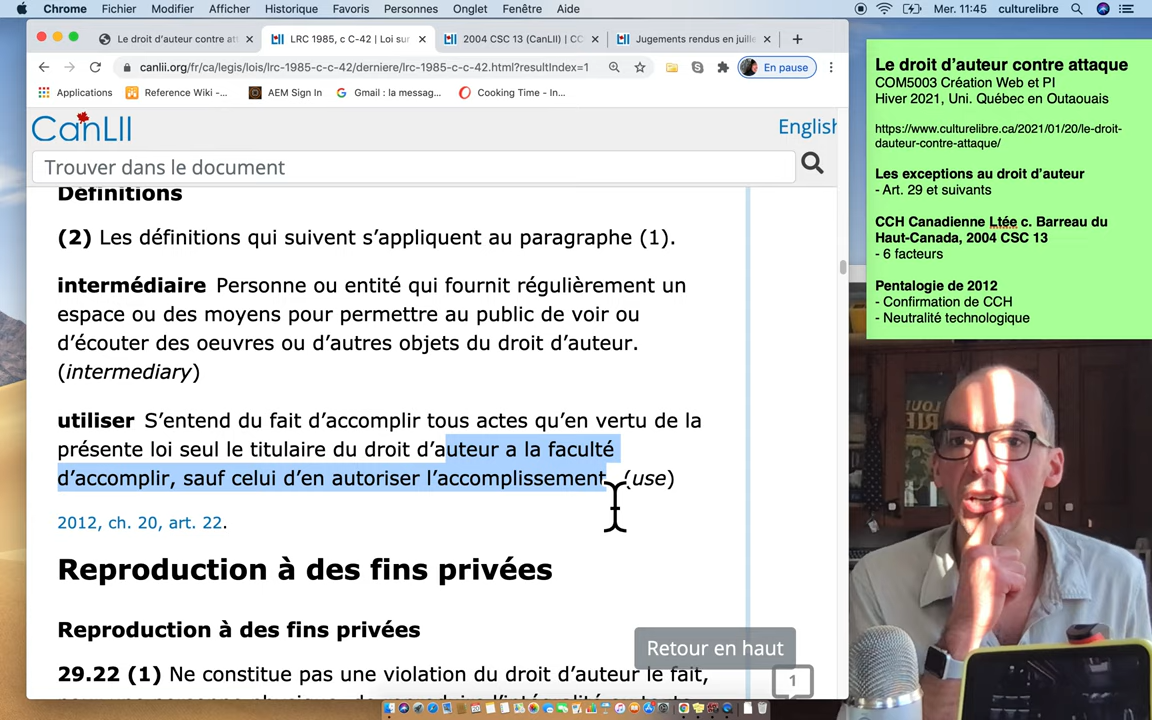 Chrome Fichier Modifier Afficher Historique Favoris Personnes Onglet Fenêtre Aide Mer. 11:45 culturelibre
Le droit d'auteur contre att
LRC 1985, c C-42 | Loi sur
2004 CSC 13 (CanLII) | CC
Jugements rendus en juille
canlii.org/fr/ca/legis/lois/lrc-1985-c-c-42/derniere/lrc-1985-c-c-42.html?resultIndex=1
En pause
Applications
Reference Wiki -...
AEM Sign In
Gmail : la messag...
Cooking Time - In...
CanLII
English
Trouver dans le document
Définitions
(2) Les définitions qui suivent s'appliquent au paragraphe (1).
intermédiaire Personne ou entité qui fournit régulièrement un
espace ou des moyens pour permettre au public de voir ou
d'écouter des oeuvres ou d'autres objets du droit d'auteur.
(intermediary)
utiliser S'entend du fait d'accomplir tous actes qu'en vertu de la
présente loi seul le titulaire du droit d'auteur a la faculté
d'accomplir, sauf celui d'en autoriser l'accomplissement. (use)
2012, ch. 20, art. 22.
Reproduction à des fins privées
Reproduction à des fins privées
29.22 (1) Ne constitue pas une violation du droit d'auteur le fait,
Retour en haut
1
Le droit d'auteur contre attaque
COM5003 Création Web et PI
Hiver 2021, Uni. Québec en Outaouais
https://www.culturelibre.ca/2021/01/20/le-droit-
dauteur-contre-attaque/
Les exceptions au droit d'auteur
- Art. 29 et suivants
CCH Canadienne Ltée c. Barreau du
Haut-Canada, 2004 CSC 13
- 6 facteurs
Pentalogie de 2012
- Confirmation de CCH
- Neutralité technologique